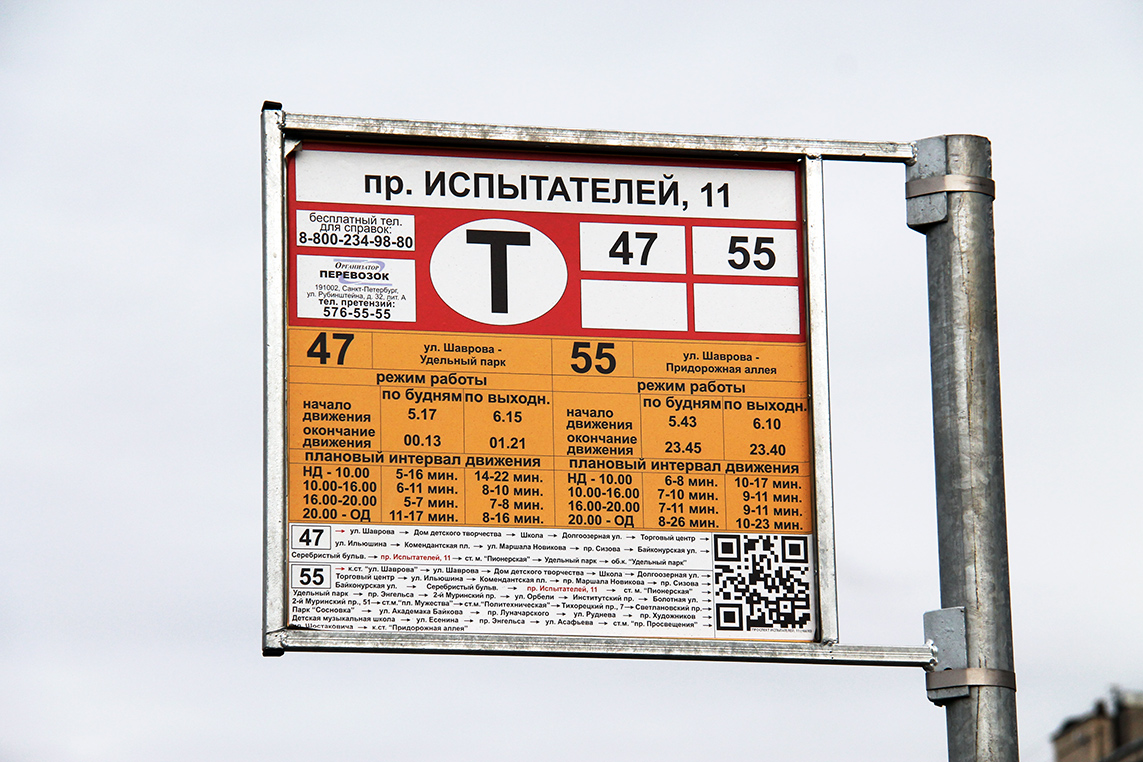 пр. ИСПЫТАТЕЛЕЙ, 11
бесплатный тел.
для справок:
8-800-234-98-80
ОРГАНИЗАТОР
ПЕРЕВОЗОК
191002, Санкт-Петербург,
ул. Рубинштейна, д. 32, лит. А
тел. претензий:
576-55-55
Т
47 55
47 ул. Шаврова -
Удельный парк
режим работы
по будням по выходн.
начало
движения 5.17 6.15
окончание
движения 00.13 01.21
плановый интервал движения
НД - 10.00 5-16 мин. 14-22 мин.
10.00-16.00 6-11 мин. 8-10 мин.
16.00-20.00 5-7 мин. 7-8 мин.
20.00 - ОД 11-17 мин. 8-16 мин.
55 ул. Шаврова -
Придорожная аллея
режим работы
по будням по выходн.
начало
движения 5.43 6.10
окончание
движения 23.45 23.40
плановый интервал движения
НД - 10.00 6-8 мин. 10-17 мин.
10.00-16.00 7-10 мин. 9-11 мин.
16.00-20.00 7-11 мин. 9-11 мин.
20.00 - ОД 8-26 мин. 10-23 мин.
47 → ул. Шаврова → Дом детского творчества → Школа → Долгоозерная ул. → Торговый центр
ул. Ильюшина → Комендантская пл. → ул. Маршала Новикова → пр. Сизова → Байконурская ул. →
Серебристый бульв. → пр. Испытателей, 11 → ст. м. "Пионерская" → Удельный парк → об.к. "Удельный парк"
55 → к.ст. "ул. Шаврова" → ул. Шаврова → Дом детского творчества → Школа → Долгоозерная ул. →
Торговый центр → ул. Ильюшина → Комендантская пл. → пр. Маршала Новикова → пр. Сизова →
Байконурская ул. → Серебристый бульв. → пр. Испытателей, 11 → ст. м. "Пионерская" →
Удельный парк → пр. Энгельса → 2-й Муринский пр. → ул. Орбели → Институтский пр. → Болотная ул.
2-й Муринский пр., 51 → ст.м."пл. Мужества" → ст.м."Политехническая" → Тихорецкий пр., 7 → Светлановский пр.
Парк "Сосновка" → ул. Академака Байкова → пр. Луначарского → ул. Руднева → пр. Художников →
Детская музыкальная школа → ул. Есенина → пр. Энгельса → ул. Асафьева → ст.м. "пр. Просвещения"
Шостаковича → к.ст "Придорожная аллея"